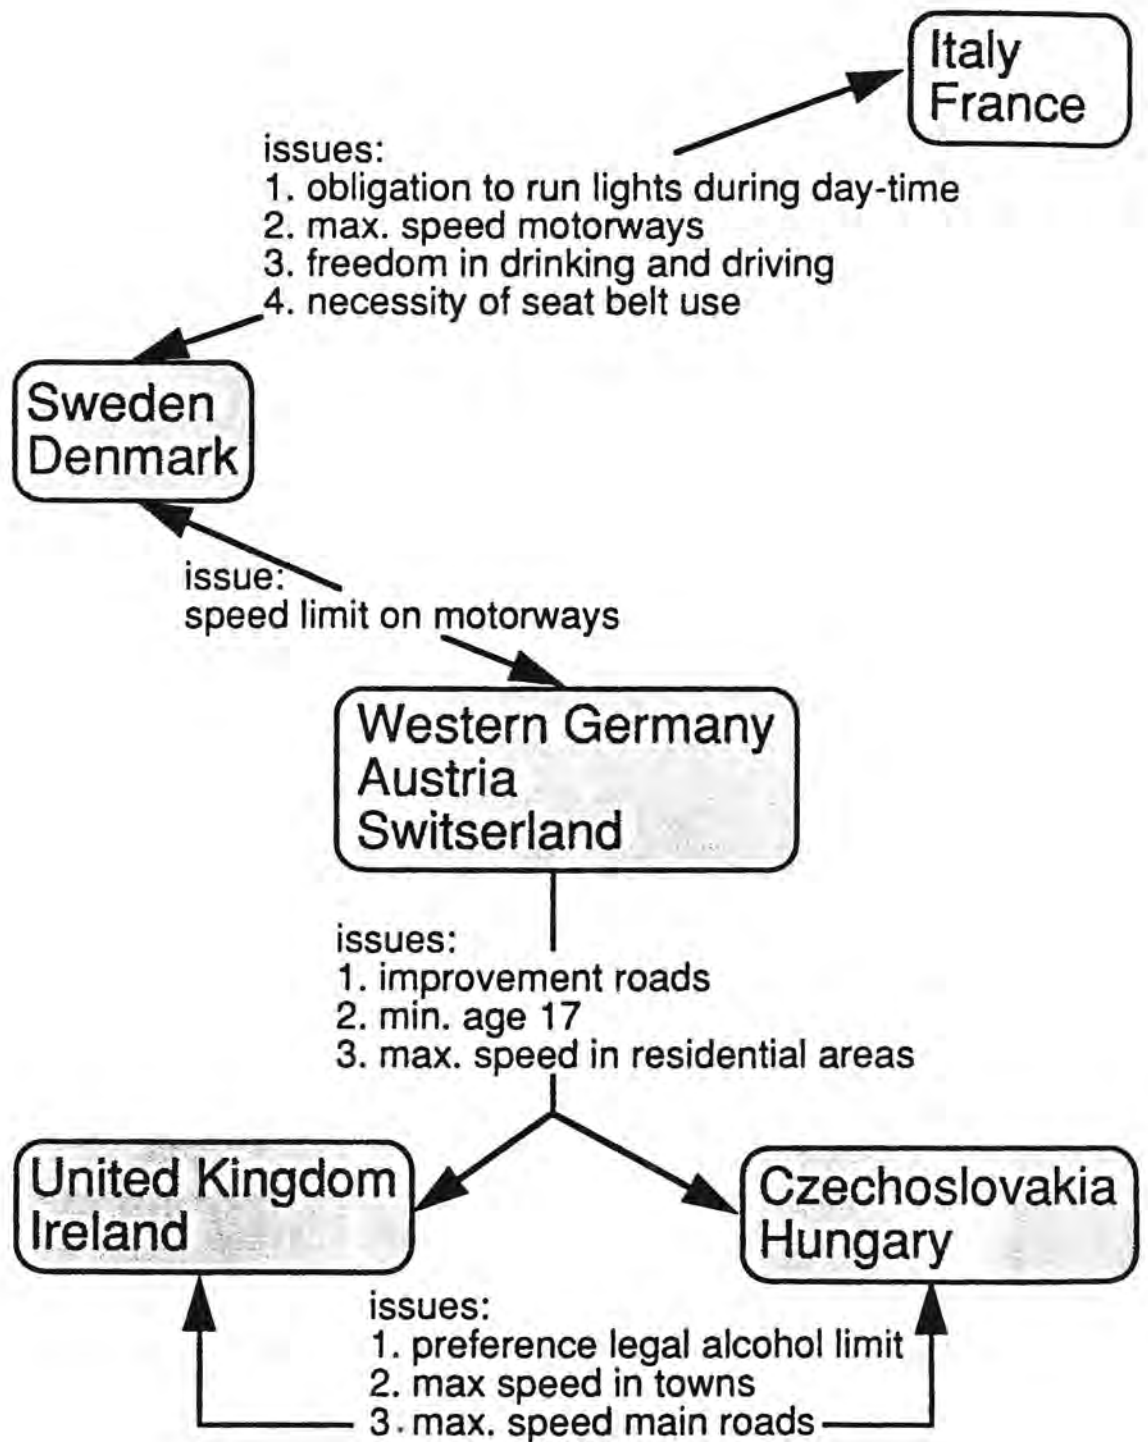 Italy
France
issues:
1. obligation to run lights during day-time
2. max. speed motorways
3. freedom in drinking and driving
4. necessity of seat belt use
Sweden
Denmark
issue:
speed limit on motorways
Western Germany
Austria
Switserland
issues:
1. improvement roads
2. min. age 17
3. max. speed in residential areas
United Kingdom
Ireland
Czechoslovakia
Hungary
issues:
1. preference legal alcohol limit
2. max speed in towns
3. max. speed main roads